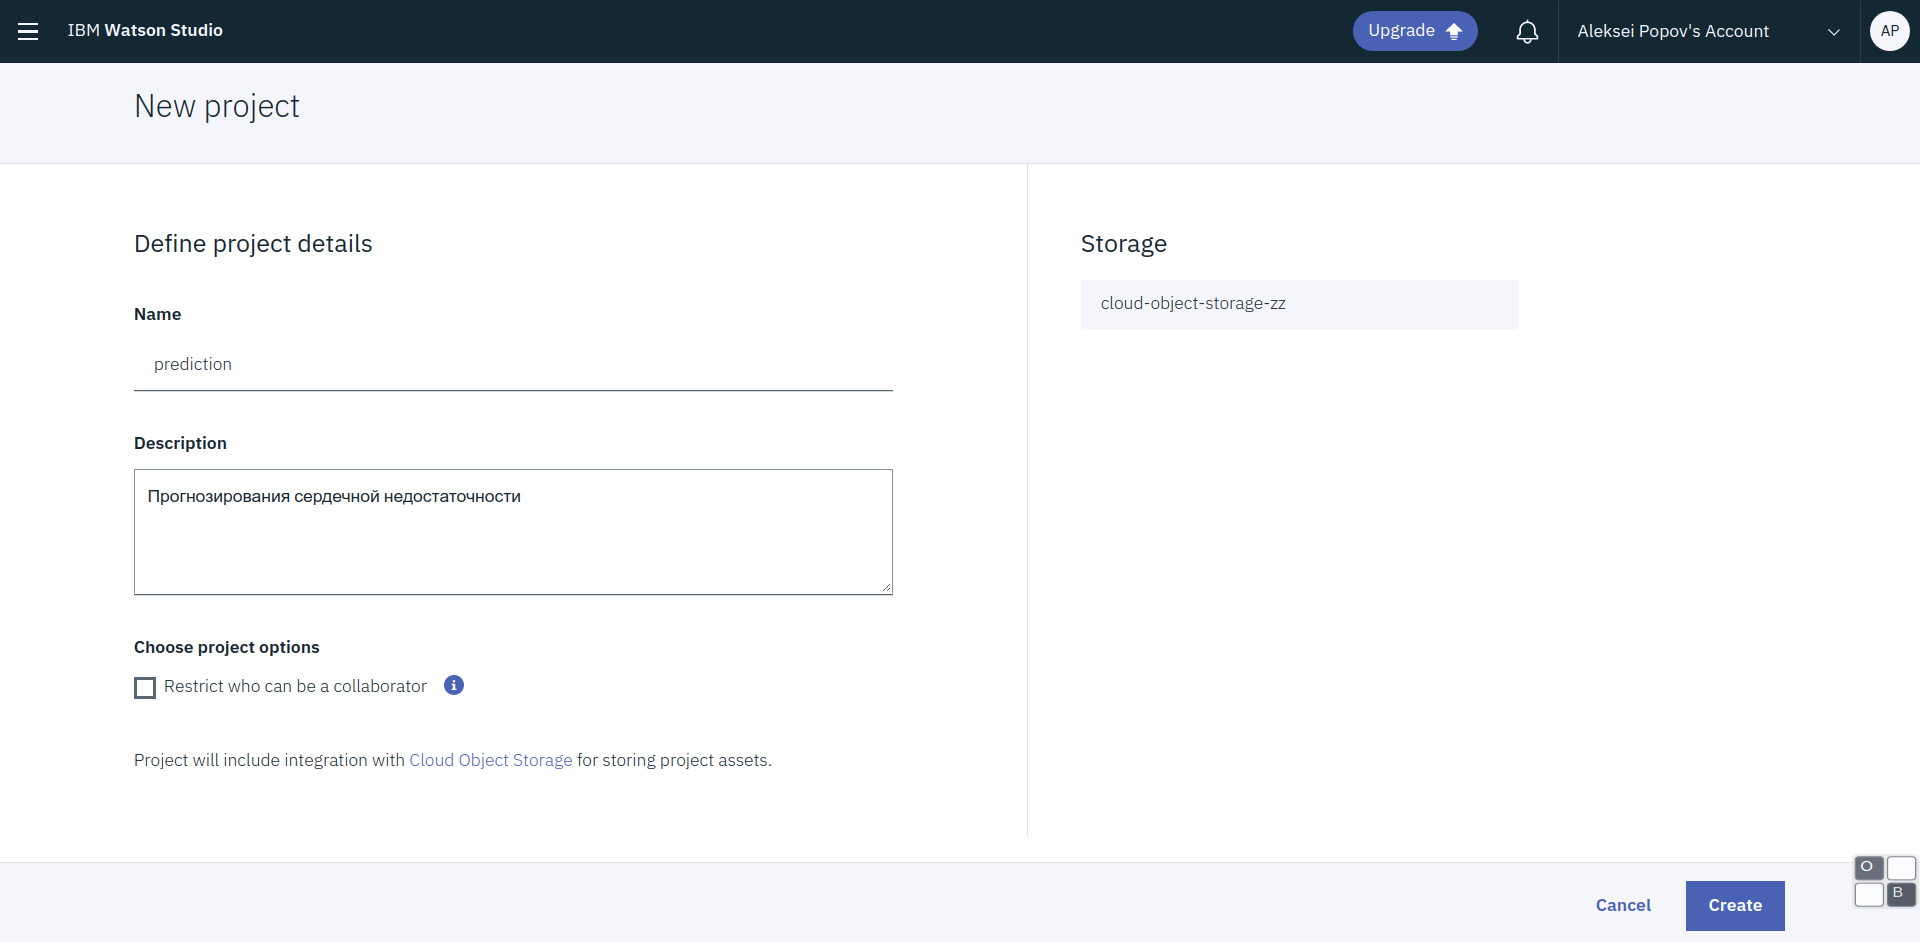 IBM Watson Studio
Upgrade
Aleksei Popov's Account
AP
New project
Define project details
Name
prediction
Description
Прогнозирования сердечной недостаточности
Choose project options
Restrict who can be a collaborator
Project will include integration with Cloud Object Storage for storing project assets.
Storage
cloud-object-storage-zz
Cancel
Create
O
B